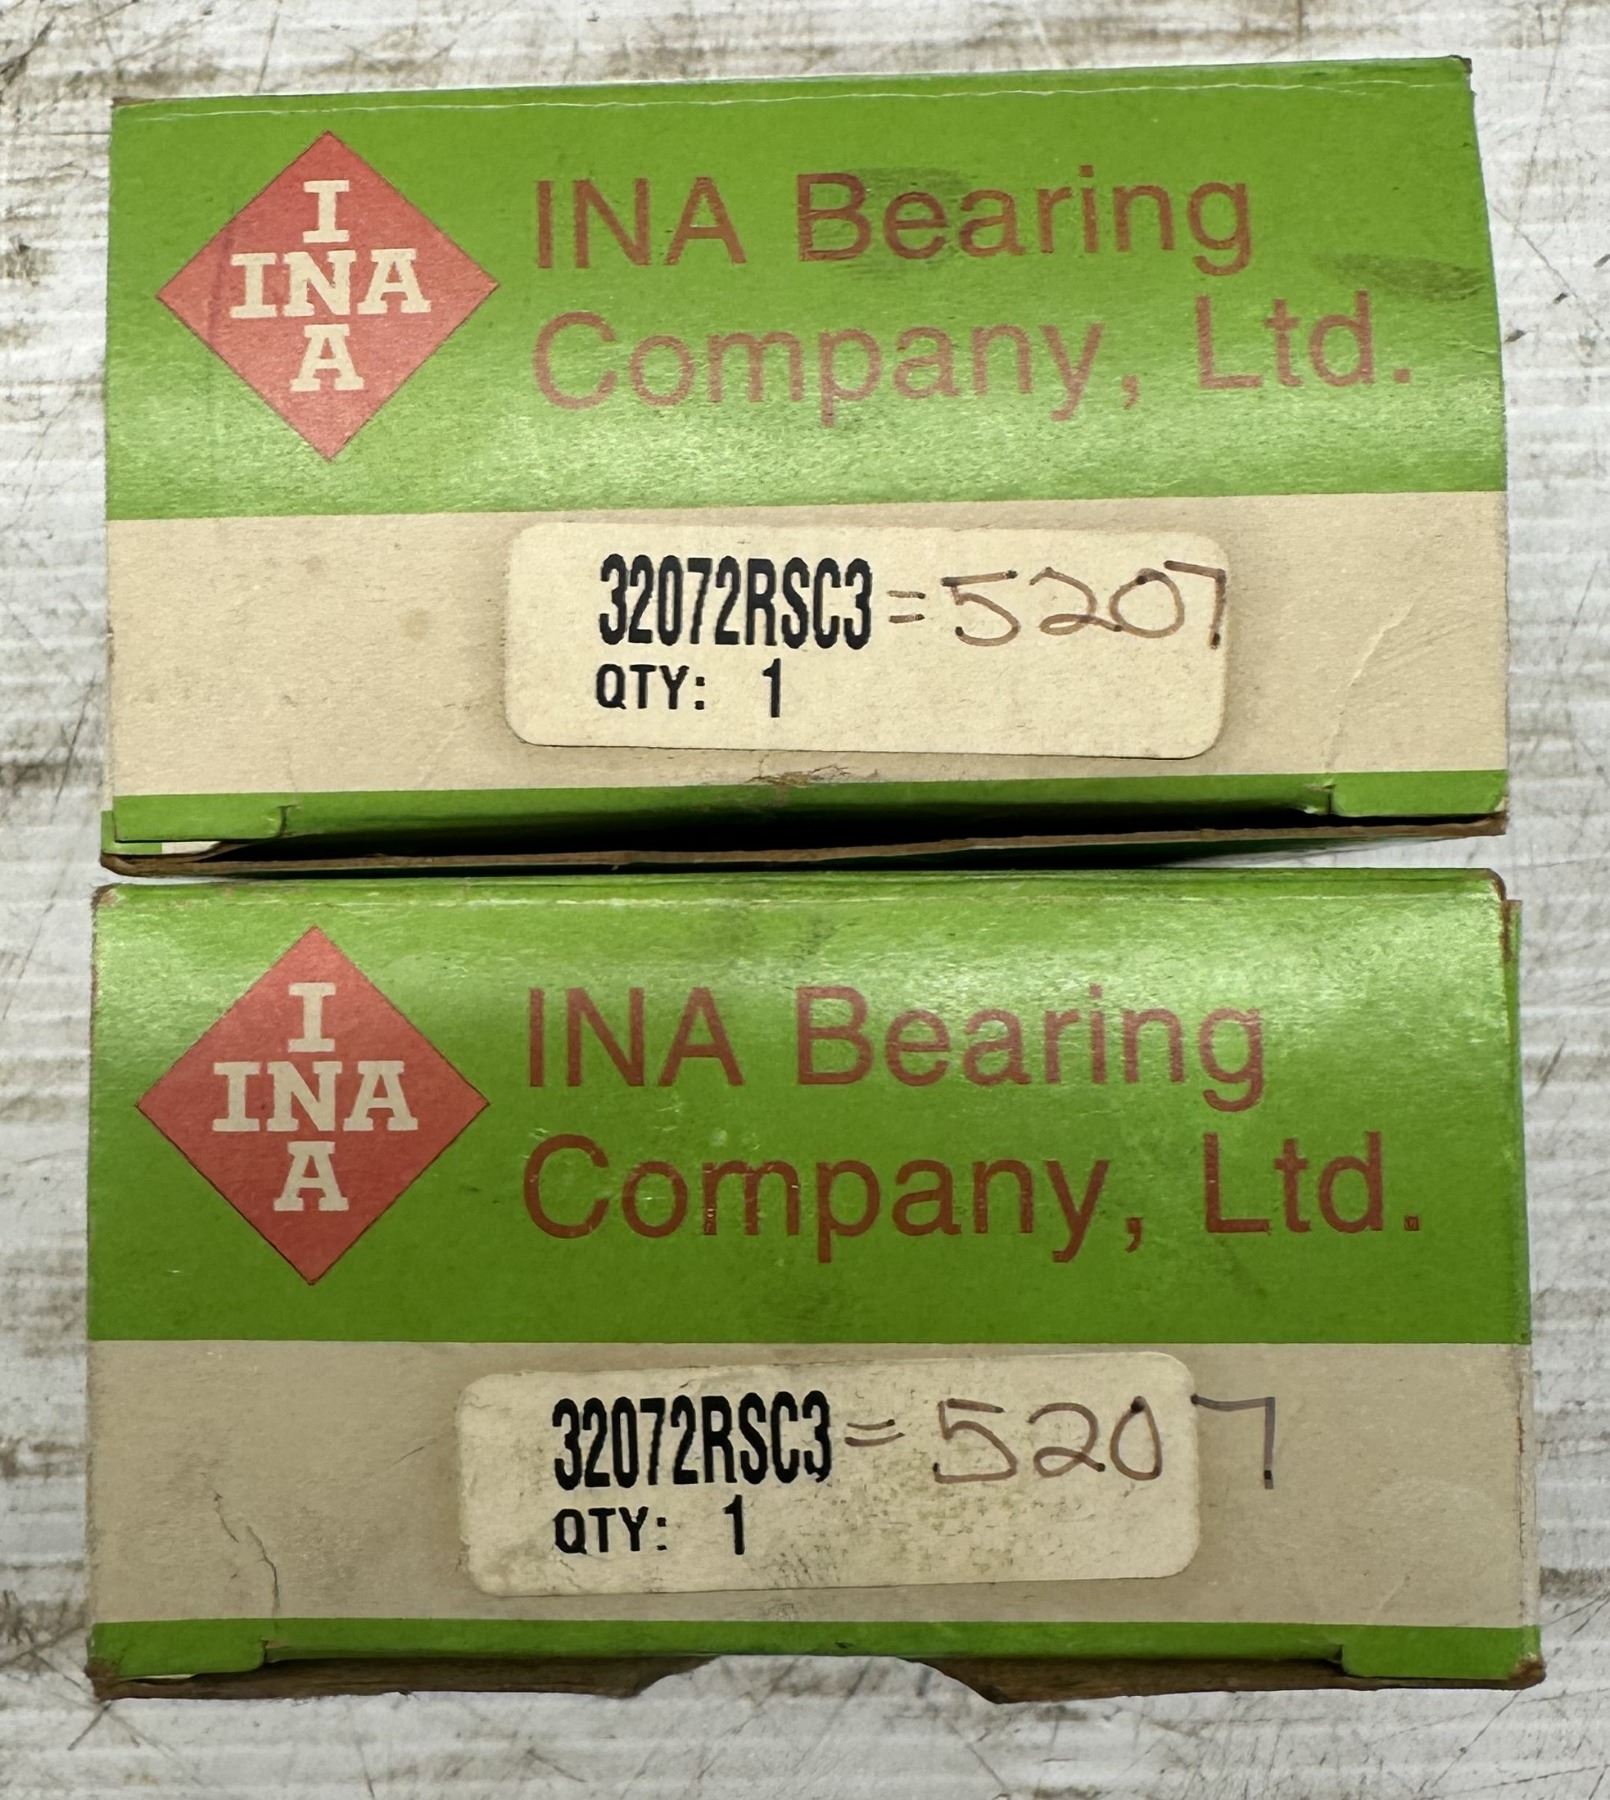 I
INA
A
INA Bearing
Company, Ltd.
32072RSC3 = 5207
QTY: 1
I
INA
A
INA Bearing
Company, Ltd.
32072RSC3 = 5207
QTY: 1